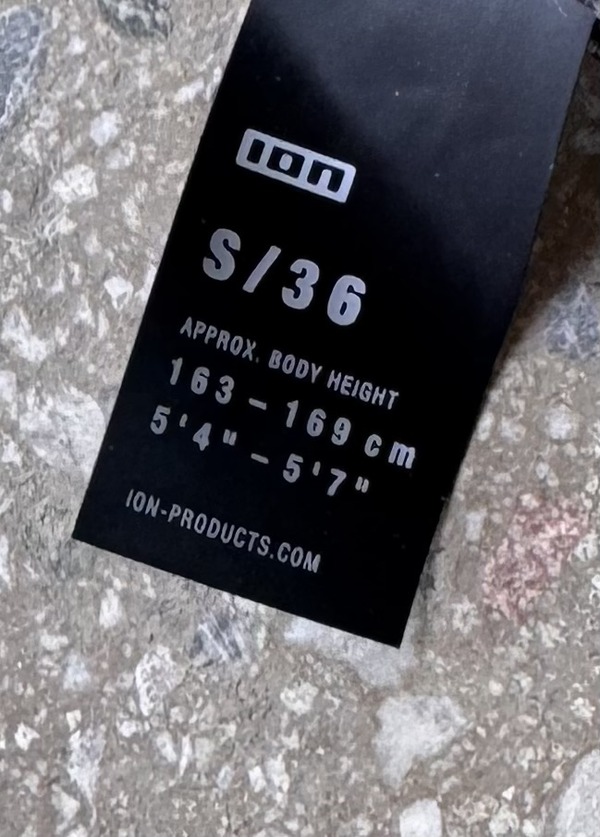 ion
S/36
APPROX. BODY HEIGHT
163 – 169 cm
5'4" – 5'7"
ION-PRODUCTS.COM